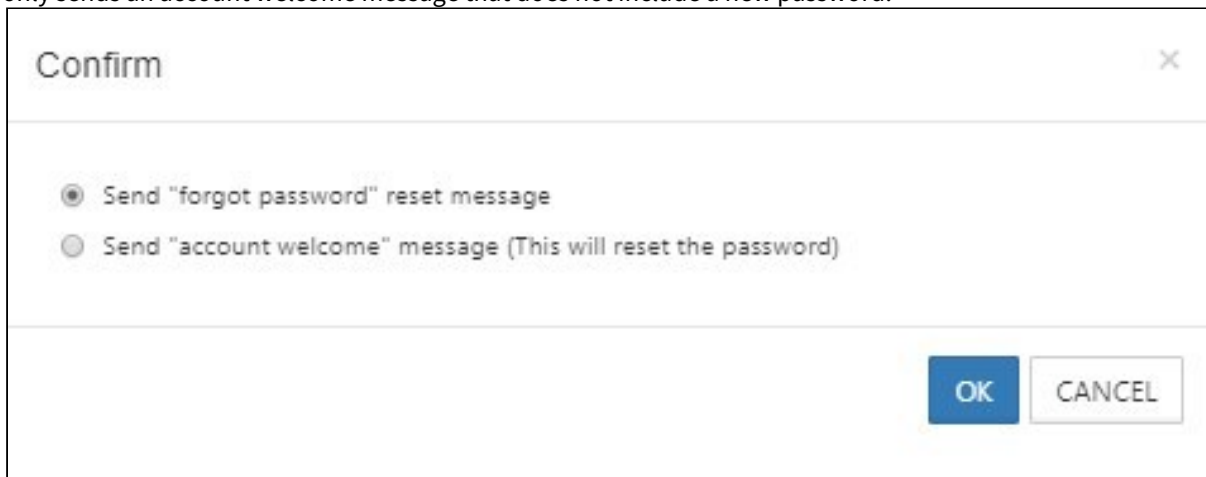 only sends an account welcome message that does not include a new password.
Confirm
Send "forgot password" reset message
Send "account welcome" message (This will reset the password)
OK CANCEL